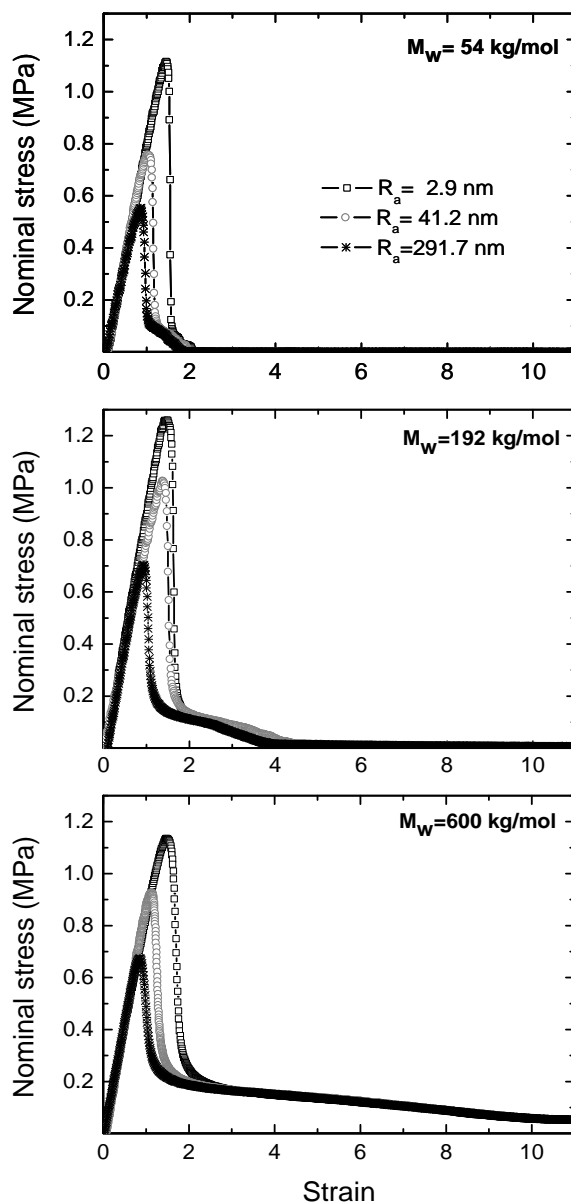 M_W= 54 kg/mol
Nominal stress (MPa)
1.2
1.0
0.8
0.6
0.4
0.2
R_a= 2.9 nm
R_a= 41.2 nm
R_a=291.7 nm
0 2 4 6 8 10
M_W=192 kg/mol
Nominal stress (MPa)
1.2
1.0
0.8
0.6
0.4
0.2
0 2 4 6 8 10
M_W=600 kg/mol
Nominal stress (MPa)
1.2
1.0
0.8
0.6
0.4
0.2
0 2 4 6 8 10
Strain